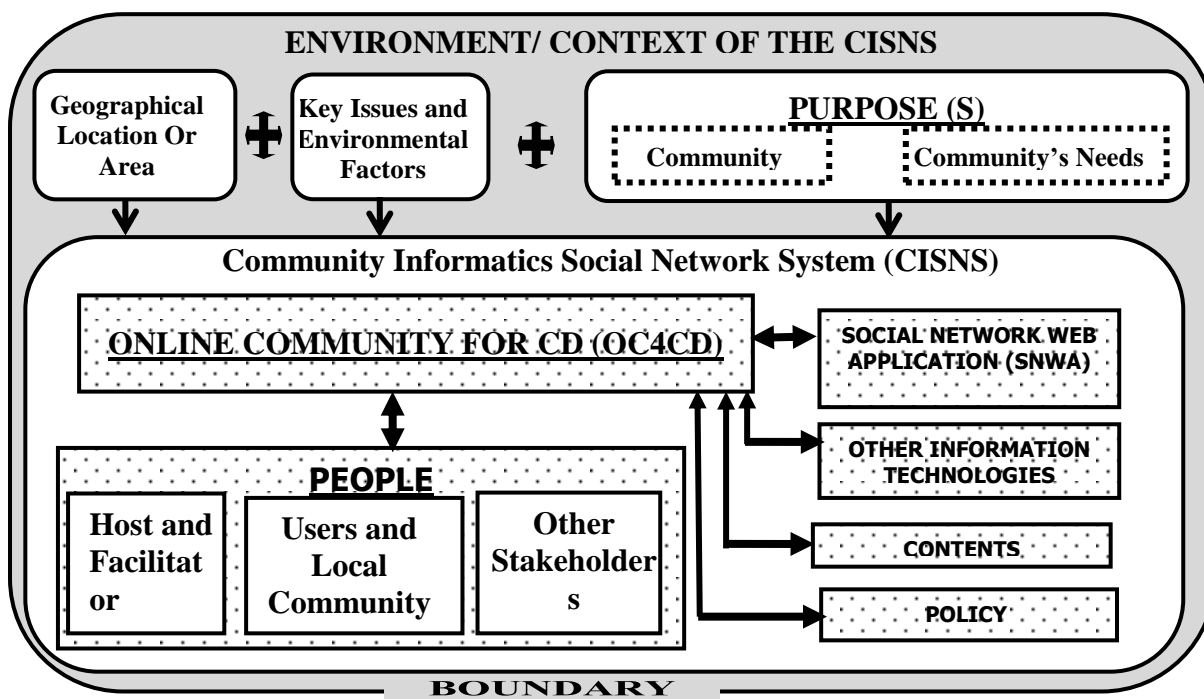 ENVIRONMENT/ CONTEXT OF THE CISNS
Geographical
Location Or
Area
Key Issues and
Environmental
Factors
PURPOSE (S)
Community
Community's Needs
Community Informatics Social Network System (CISNS)
ONLINE COMMUNITY FOR CD (OC4CD)
SOCIAL NETWORK WEB
APPLICATION (SNWA)
OTHER INFORMATION
TECHNOLOGIES
CONTENTS
POLICY
PEOPLE
Host and
Facilitat
or
Users and
Local
Community
Other
Stakeholder
s
BOUNDARY